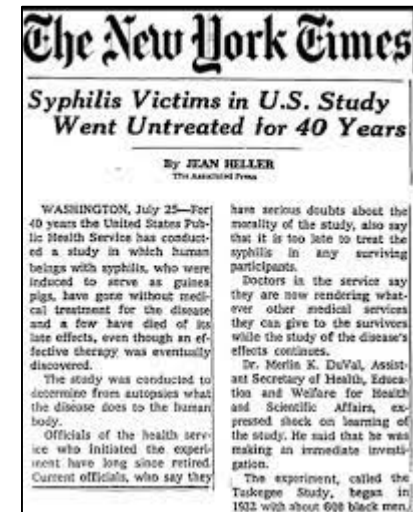 The New York Times
Syphilis Victims in U.S. Study
Went Untreated for 40 Years
By JEAN HELLER
The Associated Press
WASHINGTON, July 25—For
40 years the United States Pub-
lic Health Service has conduct-
ed a study in which human
beings with syphilis, who were
induced to serve as guinea
pigs, have gone without medi-
cal treatment for the disease
and a few have died of its
late effects, even though an ef-
fective therapy was eventually
discovered.
The study was conducted to
determine from autopsies what
the disease does to the human
body.
Officials of the health serv-
ice who initiated the experi-
ment have long since retired.
Current officials, who say they
have serious doubts about the
morality of the study, also say
that it is too late to treat the
syphilis in any surviving
participants.
Doctors in the service say
they are now rendering what-
ever other medical services
they can give to the survivors
while the study of the disease's
effects continues.
Dr. Merlin K. DuVal, Assist-
ant Secretary of Health, Educa-
tion and Welfare for Health
and Scientific Affairs, ex-
pressed shock on learning of
the study. He said that he was
making an immediate investi-
gation.
The experiment, called the
Tuskegee Study, began in
1932 with about 600 black men,